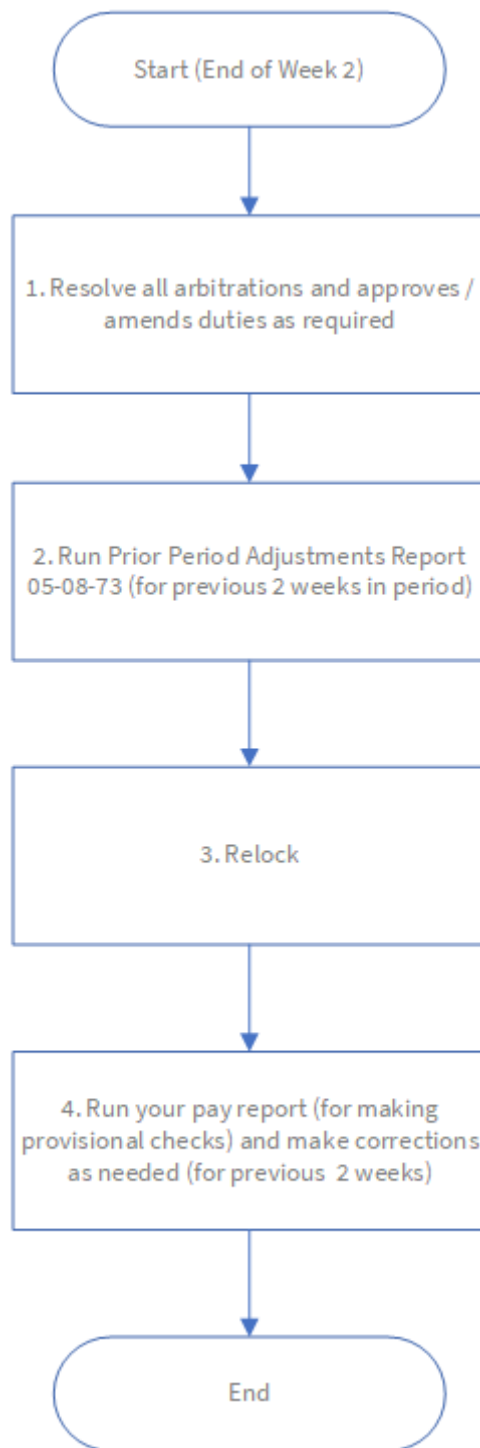 Start (End of Week 2)
1. Resolve all arbitrations and approves /
amends duties as required
2. Run Prior Period Adjustments Report
05-08-73 (for previous 2 weeks in period)
3. Relock
4. Run your pay report (for making
provisional checks) and make corrections
as needed (for previous  2 weeks)
End